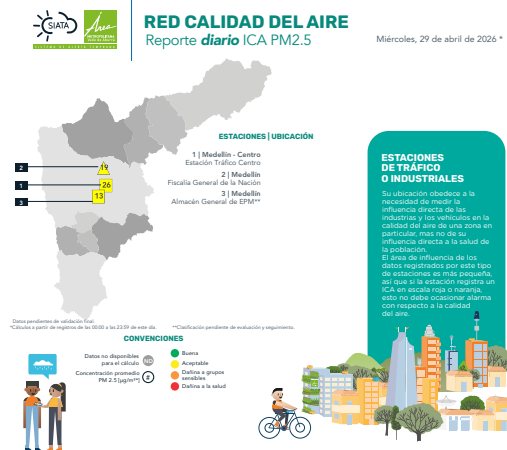 SIATA
Área
METROPOLITANA
Valle de Aburrá
SISTEMA DE ALERTA TEMPRANA
RED CALIDAD DEL AIRE
Reporte diario ICA PM2.5
Miércoles, 29 de abril de 2026 *
ESTACIONES | UBICACIÓN
1 | Medellín - Centro
Estación Tráfico Centro
2 | Medellín
Fiscalía General de la Nación
3 | Medellín
Almacén General de EPM**
2
19
1
26
13
3
ESTACIONES
DE TRÁFICO
O INDUSTRIALES
Su ubicación obedece a la
necesidad de medir la
influencia directa de las
industrias y los vehículos en la
calidad del aire de una zona en
particular, mas no de su
influencia directa a la salud de
la población.
El área de influencia de los
datos registrados por este tipo
de estaciones es más pequeña,
así que si la estación registra un
ICA en escala roja o naranja,
esto no debe ocasionar alarma
con respecto a la calidad
del aire.
Datos pendientes de validación final.
*Cálculos a partir de registros de las 00:00 a las 23:59 de este día.
**Clasificación pendiente de evaluación y seguimiento.
CONVENCIONES
Datos no disponibles
para el cálculo
ND
Concentración promedio
PM 2.5 (µg/m³)
#
Buena
Aceptable
Dañina a grupos
sensibles
Dañina a la salud